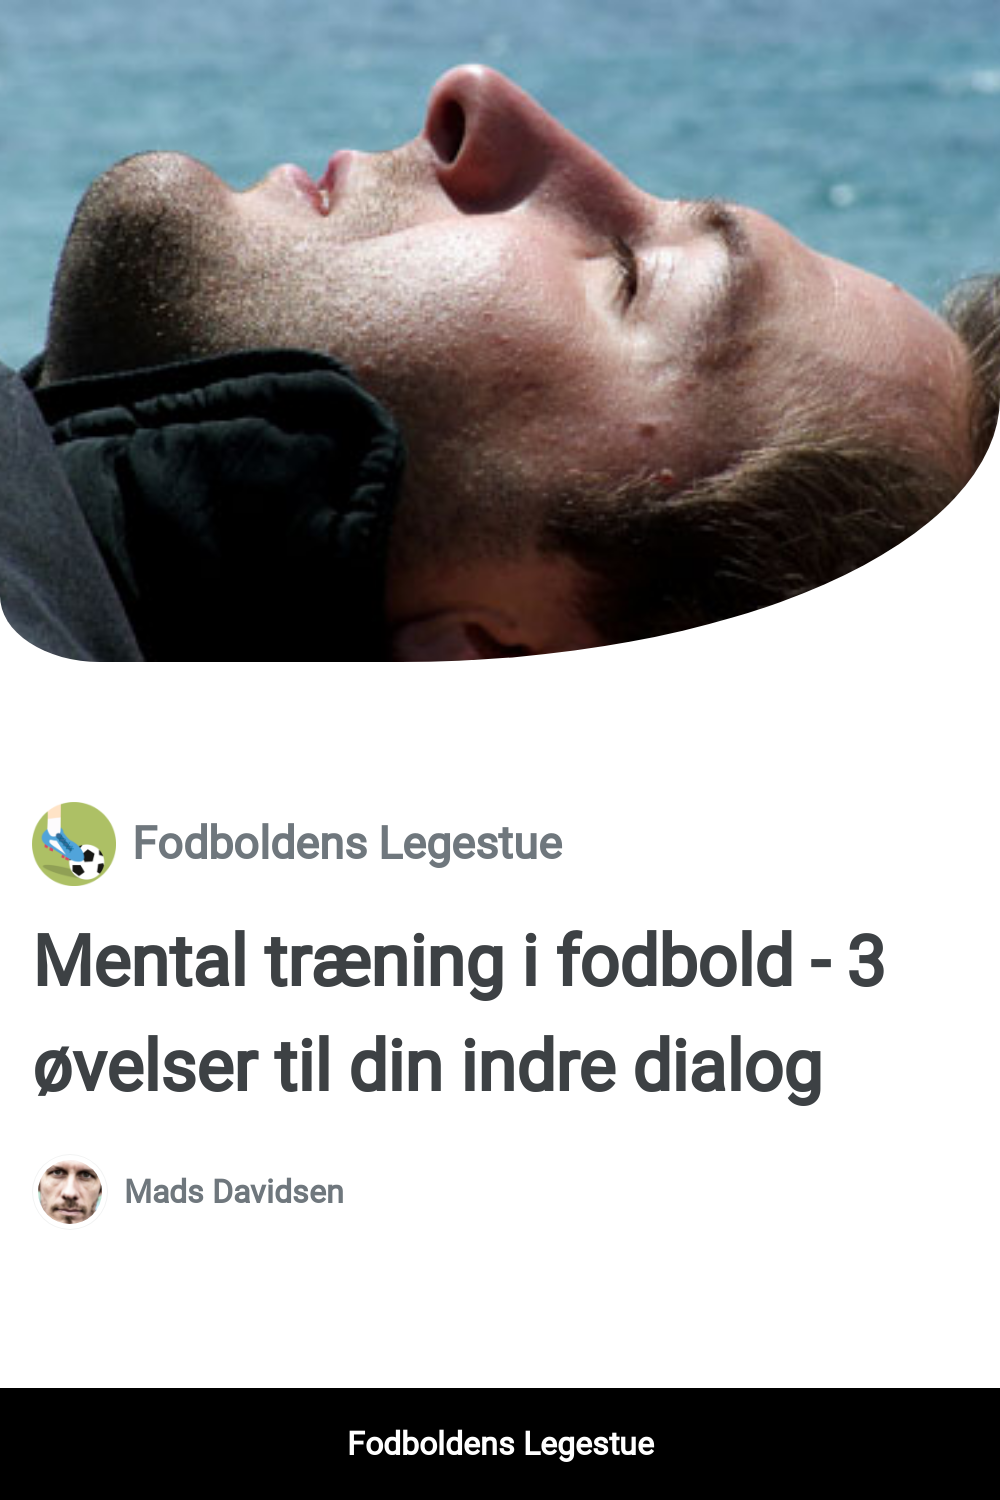 Fodboldens Legestue
Mental træning i fodbold - 3
øvelser til din indre dialog
Mads Davidsen
Fodboldens Legestue